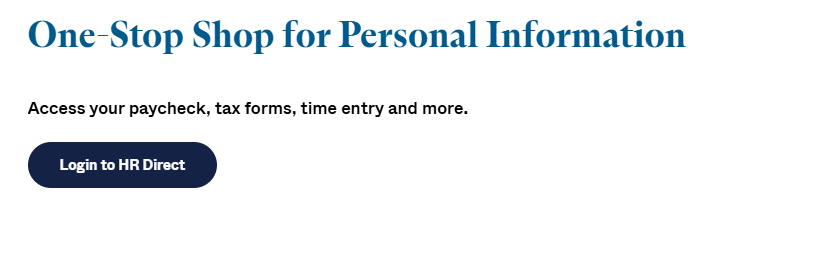 One-Stop Shop for Personal Information
Access your paycheck, tax forms, time entry and more.
Login to HR Direct